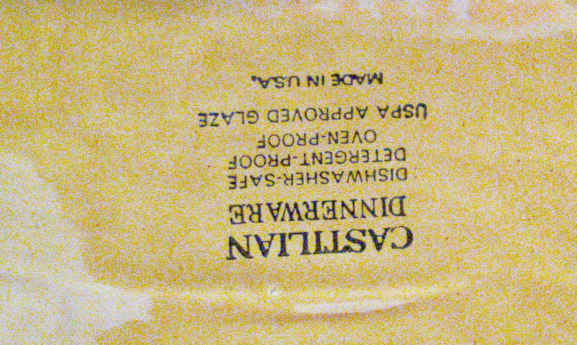 CASTILIAN
DINNERWARE
DISHWASHER-SAFE
DETERGENT-PROOF
OVEN-PROOF
USPA APPROVED GLAZE
MADE IN U.S.A.